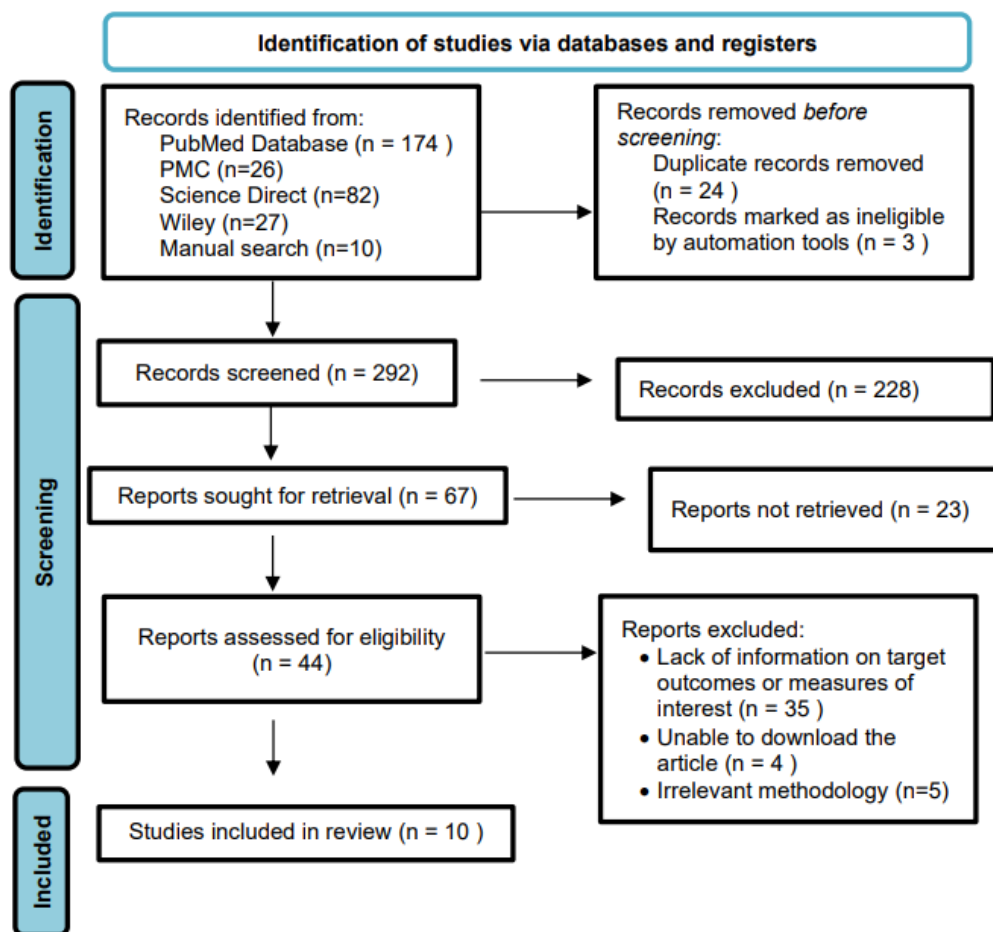 Identification of studies via databases and registers
Identification
Records identified from:
PubMed Database (n = 174 )
PMC (n=26)
Science Direct (n=82)
Wiley (n=27)
Manual search (n=10)
Records removed before
screening:
Duplicate records removed
(n = 24 )
Records marked as ineligible
by automation tools (n = 3 )
Screening
Records screened (n = 292)
Records excluded (n = 228)
Reports sought for retrieval (n = 67)
Reports not retrieved (n = 23)
Reports assessed for eligibility
(n = 44)
Reports excluded:
• Lack of information on target
outcomes or measures of
interest (n = 35 )
• Unable to download the
article (n = 4 )
• Irrelevant methodology (n=5)
Included
Studies included in review (n = 10 )